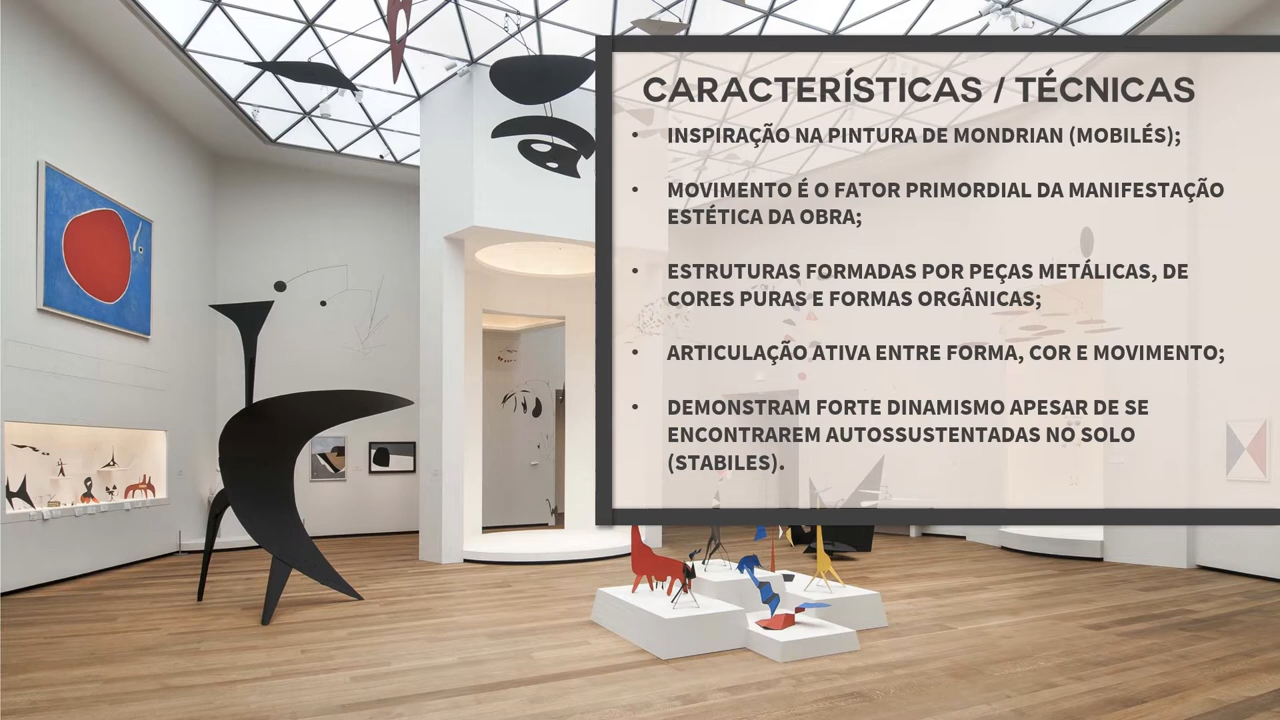 CARACTERÍSTICAS / TÉCNICAS
• INSPIRAÇÃO NA PINTURA DE MONDRIAN (MOBILÉS);
• MOVIMENTO É O FATOR PRIMORDIAL DA MANIFESTAÇÃO
ESTÉTICA DA OBRA;
• ESTRUTURAS FORMADAS POR PEÇAS METÁLICAS, DE
CORES PURAS E FORMAS ORGÂNICAS;
• ARTICULAÇÃO ATIVA ENTRE FORMA, COR E MOVIMENTO;
• DEMONSTRAM FORTE DINAMISMO APESAR DE SE
ENCONTRAREM AUTOSSUSTENTADAS NO SOLO
(STABILES).